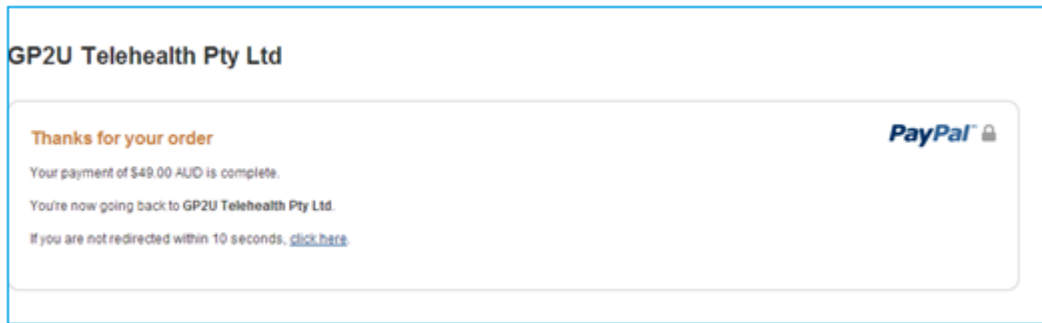 GP2U Telehealth Pty Ltd
Thanks for your order
PayPal™
Your payment of $49.00 AUD is complete.
You're now going back to GP2U Telehealth Pty Ltd.
If you are not redirected within 10 seconds, click here.